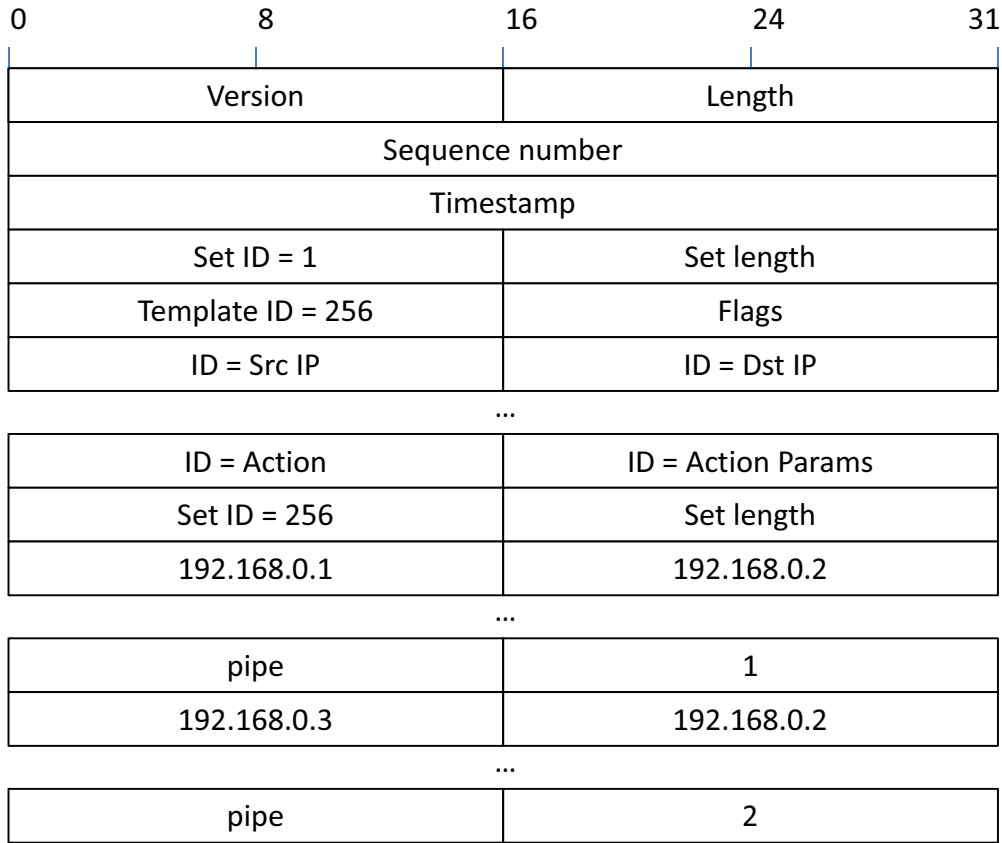 0 8 16 24 31
Version Length
Sequence number
Timestamp
Set ID = 1 Set length
Template ID = 256 Flags
ID = Src IP ID = Dst IP
...
ID = Action ID = Action Params
Set ID = 256 Set length
192.168.0.1 192.168.0.2
...
pipe 1
192.168.0.3 192.168.0.2
...
pipe 2